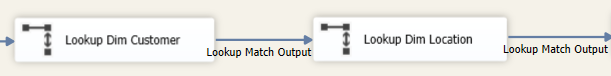 Lookup Dim Customer
Lookup Match Output
Lookup Dim Location
Lookup Match Output